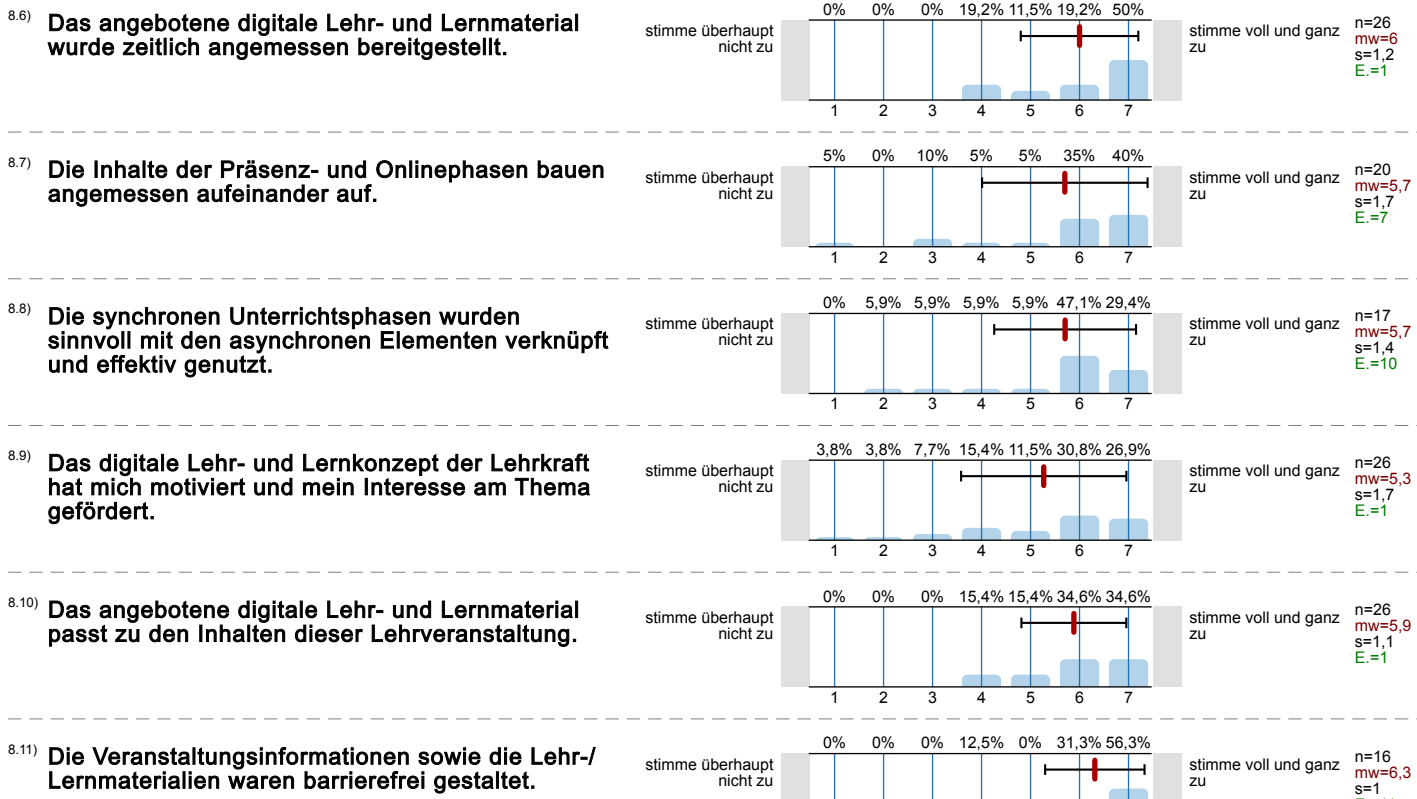 8.6) Das angebotene digitale Lehr- und Lernmaterial
wurde zeitlich angemessen bereitgestellt.
stimme überhaupt
nicht zu
0% 0% 0% 19,2% 11,5% 19,2% 50%
1 2 3 4 5 6 7
stimme voll und ganz
zu
n=26
mw=6
s=1,2
E.=1
8.7) Die Inhalte der Präsenz- und Onlinephasen bauen
angemessen aufeinander auf.
stimme überhaupt
nicht zu
5% 0% 10% 5% 5% 35% 40%
1 2 3 4 5 6 7
stimme voll und ganz
zu
n=20
mw=5,7
s=1,7
E.=7
8.8) Die synchronen Unterrichtsphasen wurden
sinnvoll mit den asynchronen Elementen verknüpft
und effektiv genutzt.
stimme überhaupt
nicht zu
0% 5,9% 5,9% 5,9% 5,9% 47,1% 29,4%
1 2 3 4 5 6 7
stimme voll und ganz
zu
n=17
mw=5,7
s=1,4
E.=10
8.9) Das digitale Lehr- und Lernkonzept der Lehrkraft
hat mich motiviert und mein Interesse am Thema
gefördert.
stimme überhaupt
nicht zu
3,8% 3,8% 7,7% 15,4% 11,5% 30,8% 26,9%
1 2 3 4 5 6 7
stimme voll und ganz
zu
n=26
mw=5,3
s=1,7
E.=1
8.10) Das angebotene digitale Lehr- und Lernmaterial
passt zu den Inhalten dieser Lehrveranstaltung.
stimme überhaupt
nicht zu
0% 0% 0% 15,4% 15,4% 34,6% 34,6%
1 2 3 4 5 6 7
stimme voll und ganz
zu
n=26
mw=5,9
s=1,1
E.=1
8.11) Die Veranstaltungsinformationen sowie die Lehr-/
Lernmaterialien waren barrierefrei gestaltet.
stimme überhaupt
nicht zu
0% 0% 0% 12,5% 0% 31,3% 56,3%
stimme voll und ganz
zu
n=16
mw=6,3
s=1